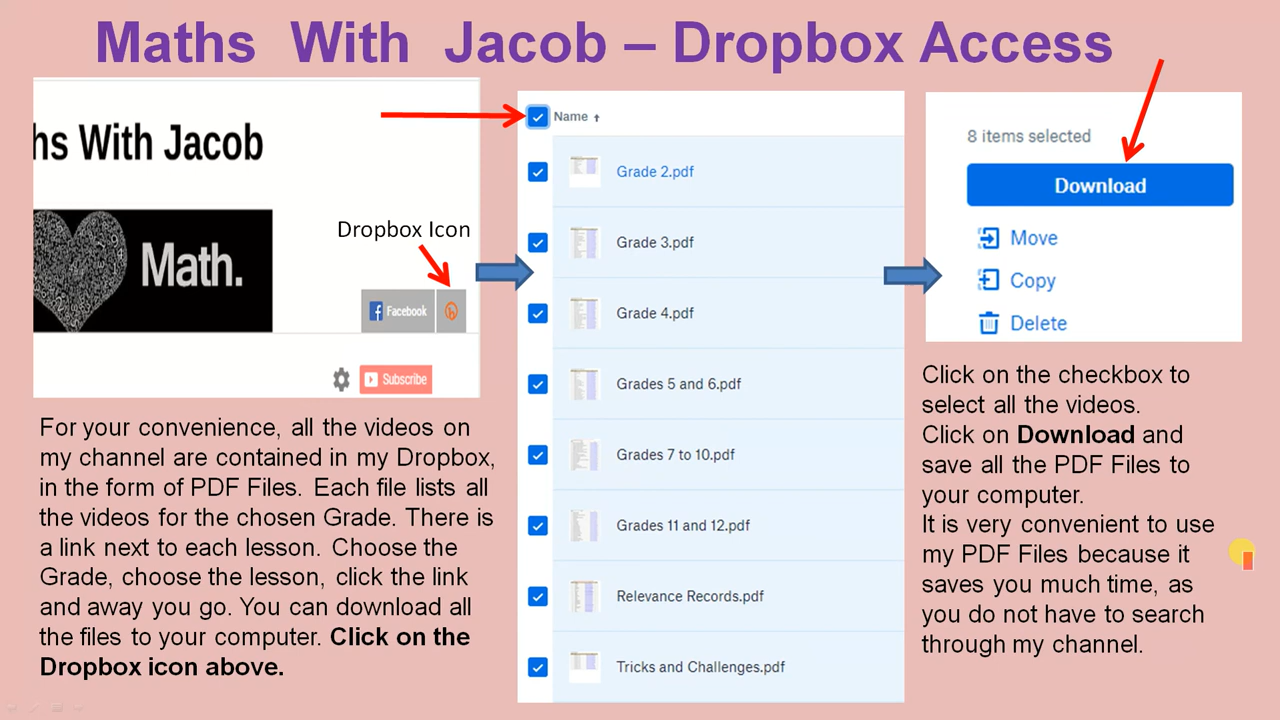 Maths With Jacob – Dropbox Access
hs With Jacob
Math.
Dropbox Icon
Facebook
Subscribe
For your convenience, all the videos on
my channel are contained in my Dropbox,
in the form of PDF Files. Each file lists all
the videos for the chosen Grade. There is
a link next to each lesson. Choose the
Grade, choose the lesson, click the link
and away you go. You can download all
the files to your computer. Click on the
Dropbox icon above.
Name
Grade 2.pdf
Grade 3.pdf
Grade 4.pdf
Grades 5 and 6.pdf
Grades 7 to 10.pdf
Grades 11 and 12.pdf
Relevance Records.pdf
Tricks and Challenges.pdf
8 items selected
Download
Move
Copy
Delete
Click on the checkbox to
select all the videos.
Click on Download and
save all the PDF Files to
your computer.
It is very convenient to use
my PDF Files because it
saves you much time, as
you do not have to search
through my channel.